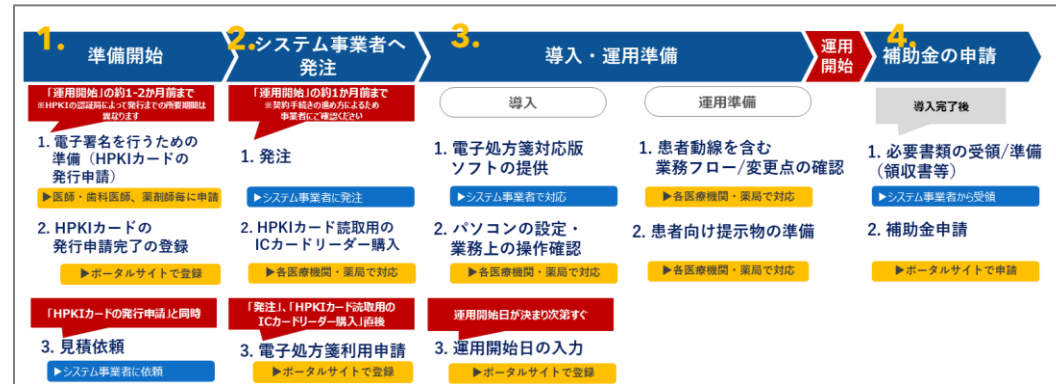 1.
準備開始
2.
システム事業者へ
発注
3.
導入・運用準備
運用
開始
4.
補助金の申請
「運用開始」の約1-2か月前まで
※HPKIの認証局によって発行までの所要期間は
異なります
1. 電子署名を行うための
準備（HPKIカードの
発行申請）
▶医師・歯科医師、薬剤師毎に申請
2. HPKIカードの
発行申請完了の登録
▶ポータルサイトで登録
「HPKIカードの発行申請」と同時
3. 見積依頼
▶システム事業者に依頼
「運用開始」の約1か月前まで
※契約手続きの進め方によるため
事業者にご確認ください
1. 発注
▶システム事業者に発注
2. HPKIカード読取用の
ICカードリーダー購入
▶各医療機関・薬局で対応
「発注」、「HPKIカード読取用の
ICカードリーダー購入」直後
3. 電子処方箋利用申請
▶ポータルサイトで登録
導入
1. 電子処方箋対応版
ソフトの提供
▶システム事業者で対応
2. パソコンの設定・
業務上の操作確認
▶各医療機関・薬局で対応
運用開始日が決まり次第すぐ
3. 運用開始日の入力
▶ポータルサイトで登録
運用準備
1. 患者動線を含む
業務フロー/変更点の確認
▶各医療機関・薬局で対応
2. 患者向け提示物の準備
▶各医療機関・薬局で対応
導入完了後
1. 必要書類の受領/準備
（領収書等）
▶システム事業者から受領
2. 補助金申請
▶ポータルサイトで申請